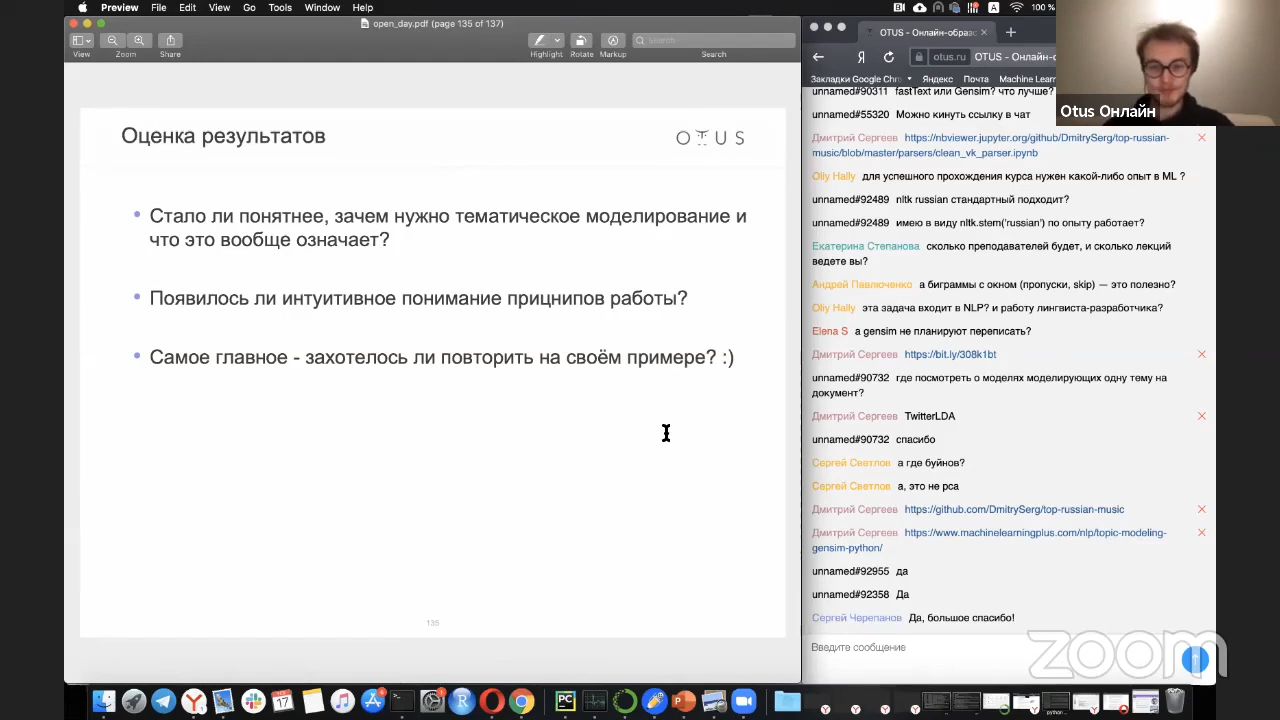 Preview File Edit View Go Tools Window Help
100 %
open_day.pdf (page 135 of 137)
View Zoom Share Highlight Rotate Markup Search
Search
OTUS - Онлайн-образо
otus.ru OTUS - Онлайн-о
Закладки Google Chro Яндекс Почта Machine Lear
Otus Онлайн
Оценка результатов
OTUS
Стало ли понятнее, зачем нужно тематическое моделирование и
что это вообще означает?
Появилось ли интуитивное понимание прицнипов работы?
Самое главное - захотелось ли повторить на своём примере? :)
135
unnamed#90311 fastText или Gensim? что лучше?
unnamed#55320 Можно кинуть ссылку в чат
Дмитрий Сергеев https://nbviewer.jupyter.org/github/DmitrySerg/top-russian-
music/blob/master/parsers/clean_vk_parser.ipynb
Olly Hally для успешного прохождения курса нужен какой-либо опыт в ML ?
unnamed#92489 nltk russian стандартный подходит?
unnamed#92489 имею в виду nltk.stem('russian') по опыту работает?
Екатерина Степанова сколько преподавателей будет, и сколько лекций
ведете вы?
Андрей Павлюченко а биграммы с окном (пропуски, skip) — это полезно?
Olly Hally эта задача входит в NLP? и работу лингвиста-разработчика?
Elena S а gensim не планируют переписать?
Дмитрий Сергеев https://bit.ly/308k1bt
unnamed#90732 где посмотреть о моделях моделирующих одну тему на
документ?
Дмитрий Сергеев TwitterLDA
unnamed#90732 спасибо
Сергей Светлов а где буйнов?
Сергей Светлов а, это не рса
Дмитрий Сергеев https://github.com/DmitrySerg/top-russian-music
Дмитрий Сергеев https://www.machinelearningplus.com/nlp/topic-modeling-
gensim-python/
unnamed#92955 да
unnamed#92358 Да
Сергей Черепанов Да, большое спасибо!
Введите сообщение
zoom